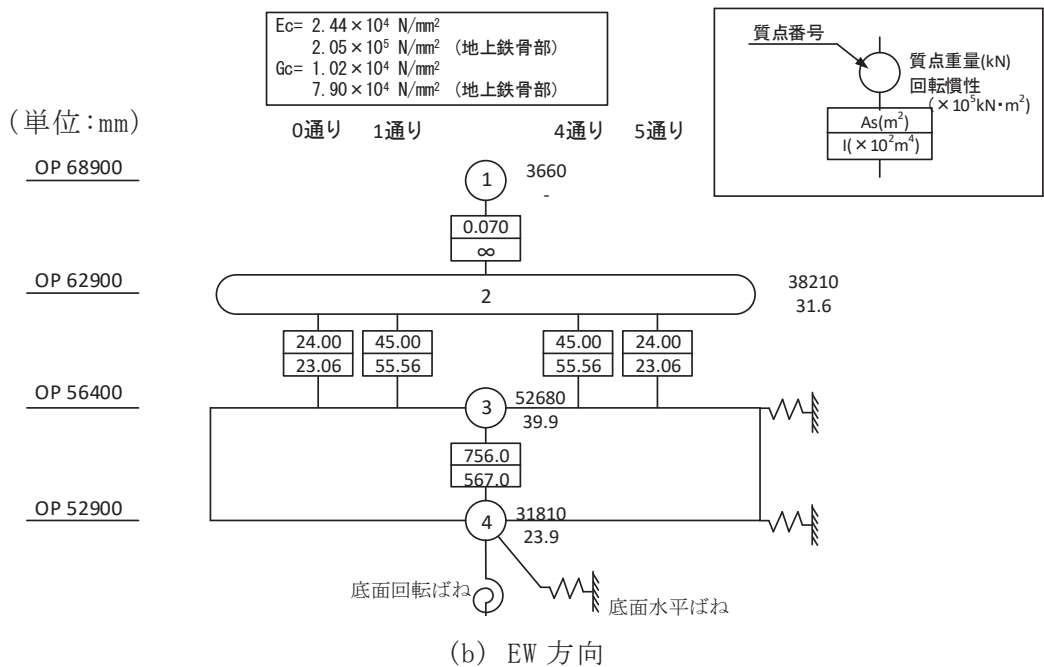 Ec= 2.44×10⁴ N/mm²
2.05×10⁵ N/mm² (地上鉄骨部)
Gc= 1.02×10⁴ N/mm²
7.90×10⁴ N/mm² (地上鉄骨部)
質点番号
質点重量(kN)
回転慣性
(×10⁵kN・m²)
As(m²)
I(×10²m⁴)
(単位:mm)
0通り 1通り 4通り 5通り
OP 68900
1
3660
-
0.070
∞
OP 62900
2
38210
31.6
24.00 45.00 45.00 24.00
23.06 55.56 55.56 23.06
OP 56400
3
52680
39.9
756.0
567.0
OP 52900
4
31810
23.9
底面回転ばね
底面水平ばね
(b) EW 方向